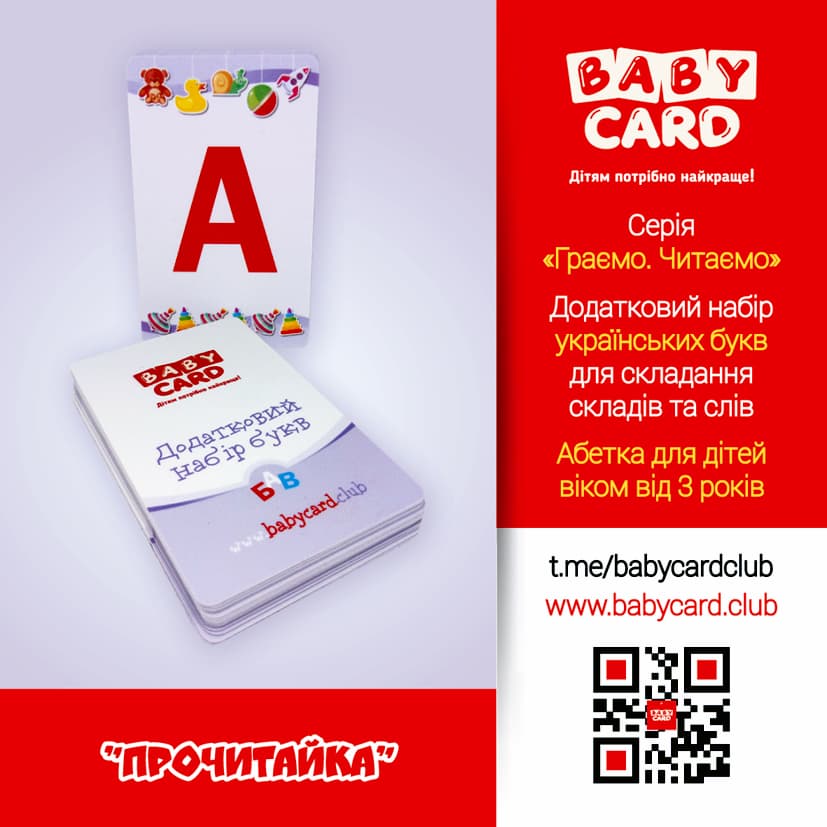 А
BABY
CARD
Дітям потрібно найкраще!
Додатковий
набір букв
БАВ
www.babycard.club
"ПРОЧИТАЙКА"
BABY
CARD
Дітям потрібно найкраще!
Серія
«Граємо. Читаємо»
Додатковий набір
українських букв
для складання
складів та слів
Абетка для дітей
віком від 3 років
t.me/babycardclub
www.babycard.club
BABY
CARD